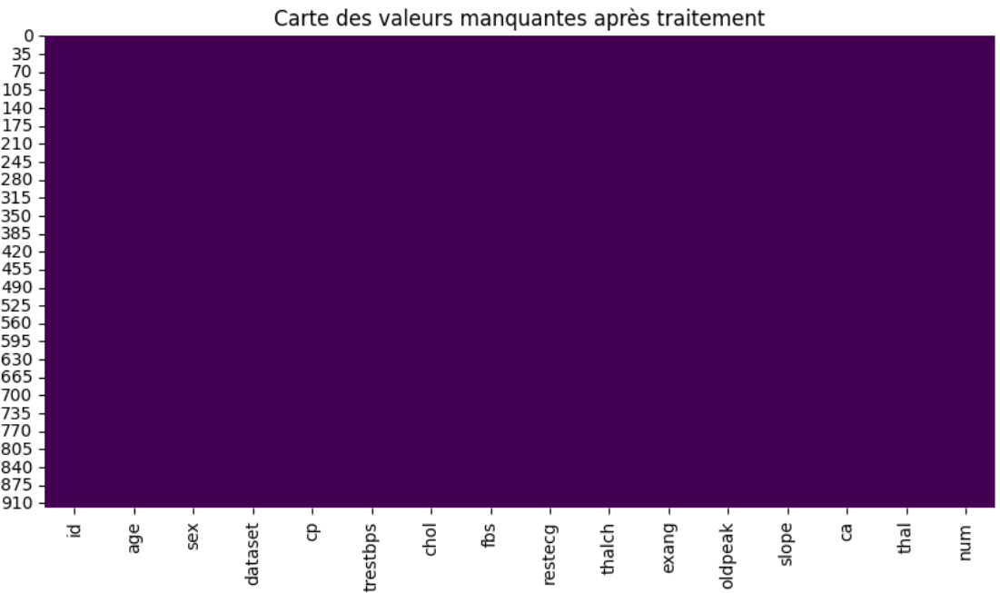 Carte des valeurs manquantes après traitement
0
35
70
105
140
175
210
245
280
315
350
385
420
455
490
525
560
595
630
665
700
735
770
805
840
875
910
id
age
sex
dataset
cp
trestbps
chol
fbs
restecg
thalch
exang
oldpeak
slope
ca
thal
num